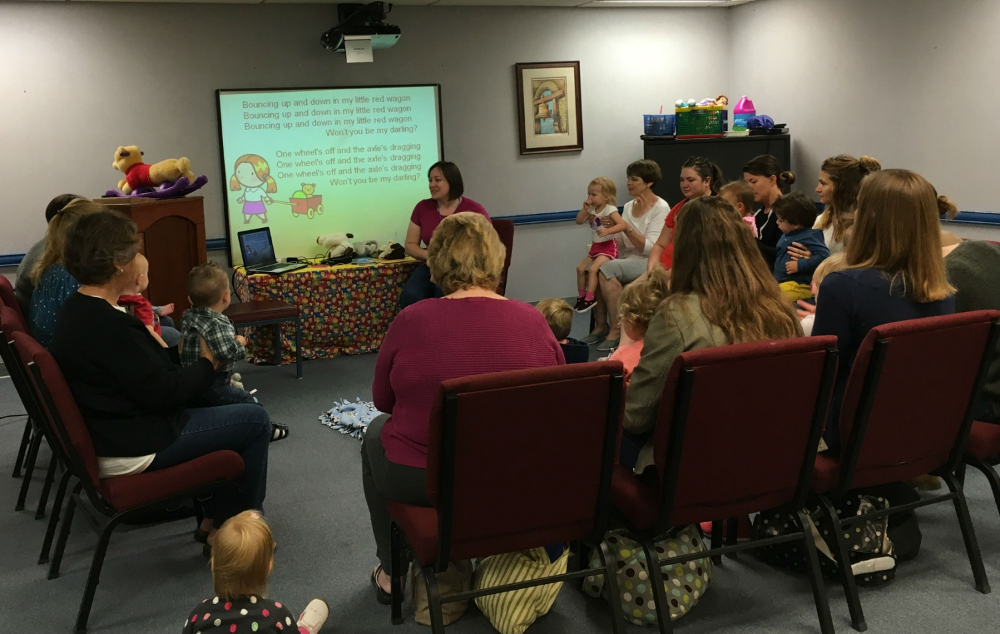 Bouncing up and down in my little red wagon
Bouncing up and down in my little red wagon
Bouncing up and down in my little red wagon
Won't you be my darling?
One wheel's off and the axle's dragging
One wheel's off and the axle's dragging
One wheel's off and the axle's dragging
Won't you be my darling?